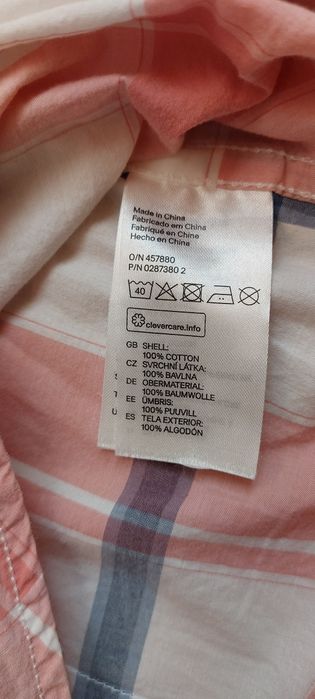 Made in China
Fabricado em China
Fabriqué en Chine
Hecho en China
O/N 457880
P/N 0287380 2
40
clevercare.info
GB SHELL:
100% COTTON
CZ SVRCHNÍ LÁTKA:
100% BAVLNA
DE OBERMATERIAL:
100% BAUMWOLLE
EE ÜMBRIS:
100% PUUVILL
ES TELA EXTERIOR:
100% ALGODÓN